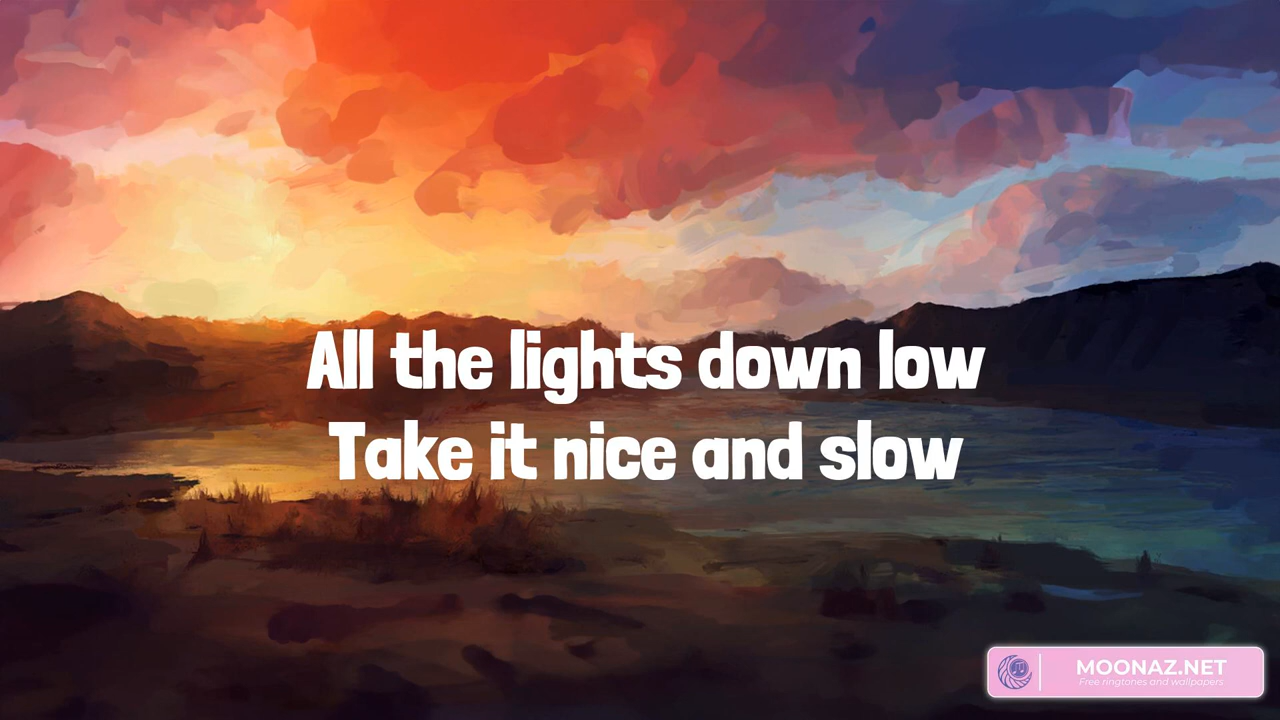 All the lights down low
Take it nice and slow
MOONAZ.NET
Free ringtones and wallpapers